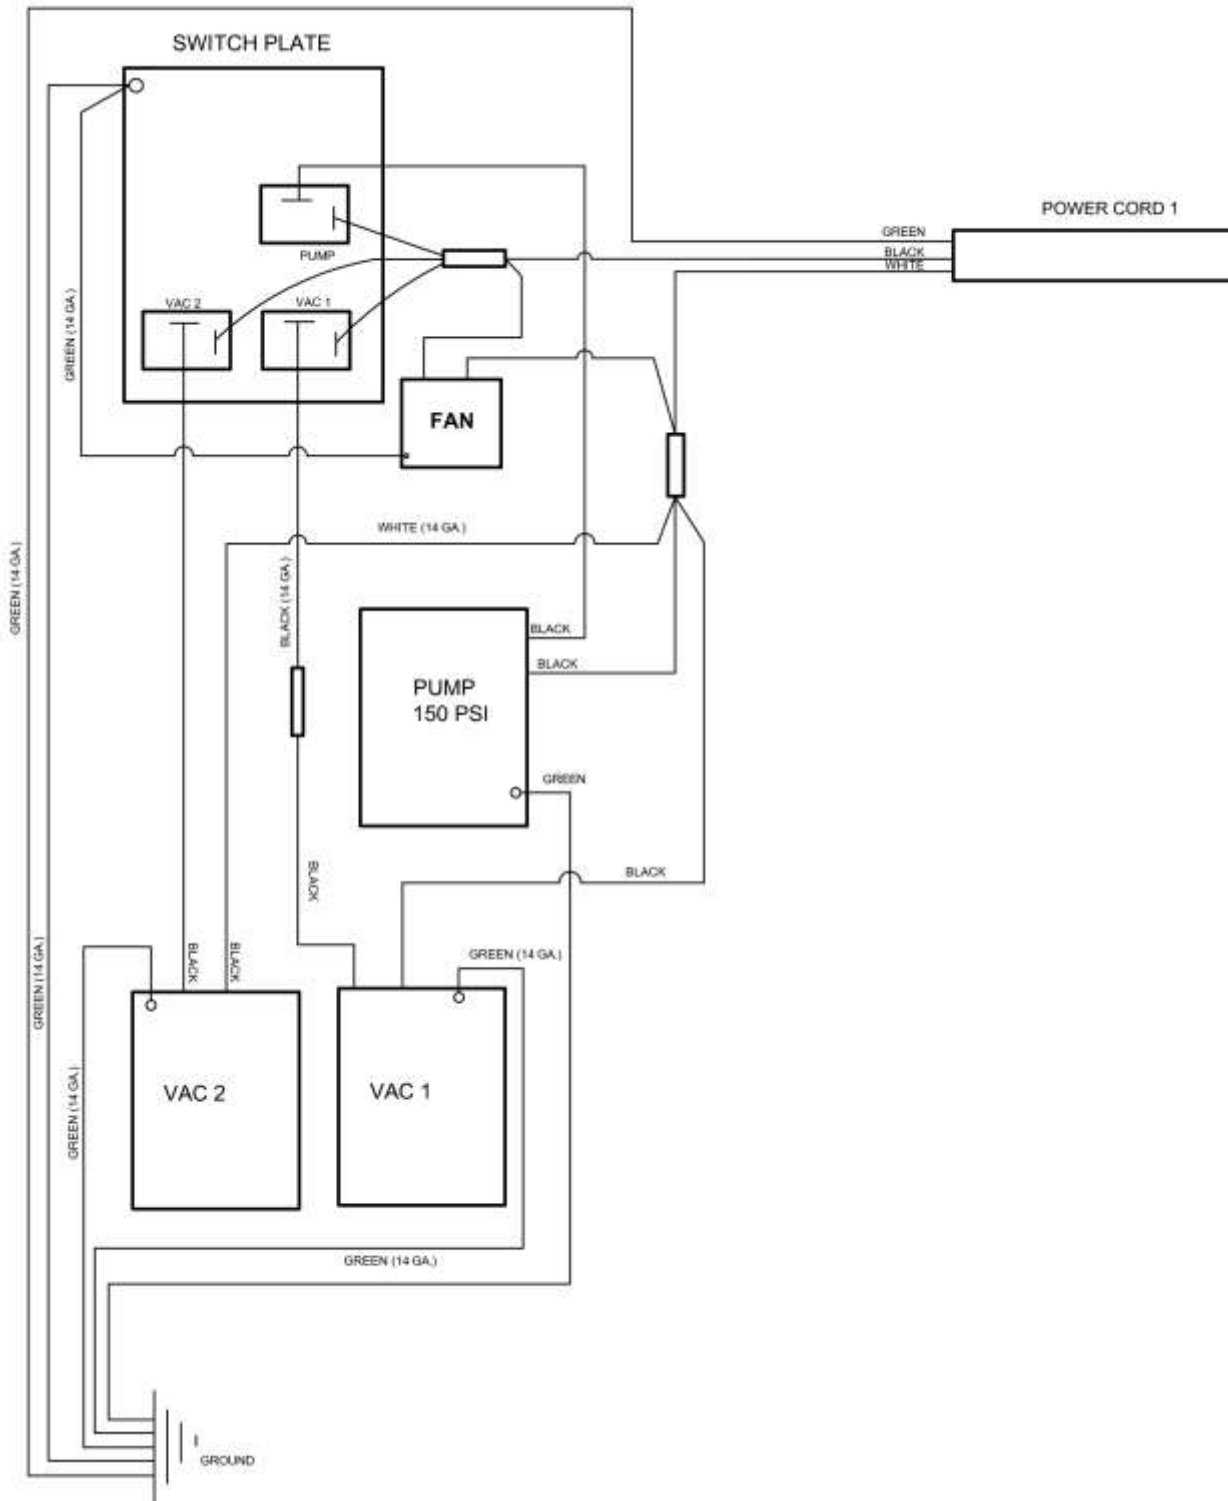 SWITCH PLATE
POWER CORD 1
GREEN
BLACK
WHITE
PUMP
VAC 2
VAC 1
GREEN (14 GA.)
FAN
WHITE (14 GA.)
GREEN (14 GA.)
BLACK (14 GA.)
BLACK
BLACK
PUMP
150 PSI
GREEN
BLACK
BLACK
GREEN (14 GA.)
BLACK
BLACK
GREEN (14 GA.)
GREEN (14 GA.)
VAC 2
VAC 1
GREEN (14 GA.)
GROUND